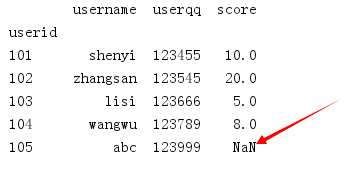 username userqq score
userid
101 shenyi 123455 10.0
102 zhangsan 123545 20.0
103 lisi 123666 5.0
104 wangwu 123789 8.0
105 abc 123999 NaN